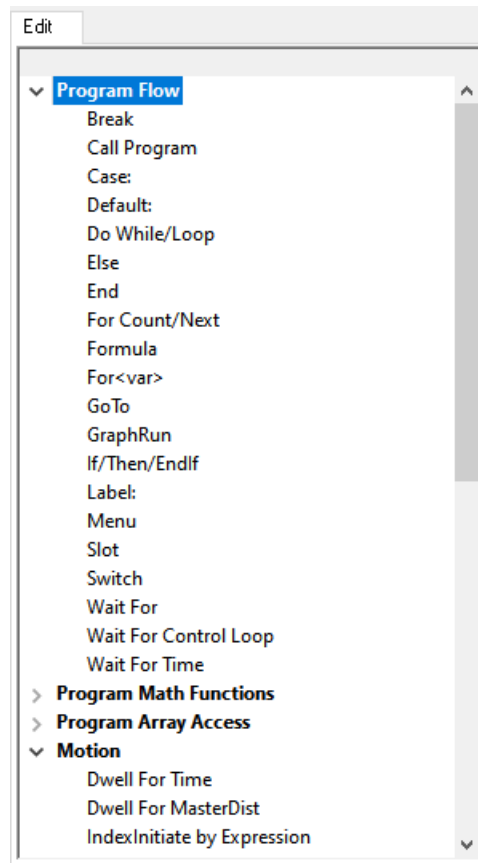 Edit
Program Flow
Break
Call Program
Case:
Default:
Do While/Loop
Else
End
For Count/Next
Formula
For<var>
GoTo
GraphRun
If/Then/EndIf
Label:
Menu
Slot
Switch
Wait For
Wait For Control Loop
Wait For Time
Program Math Functions
Program Array Access
Motion
Dwell For Time
Dwell For MasterDist
IndexInitiate by Expression